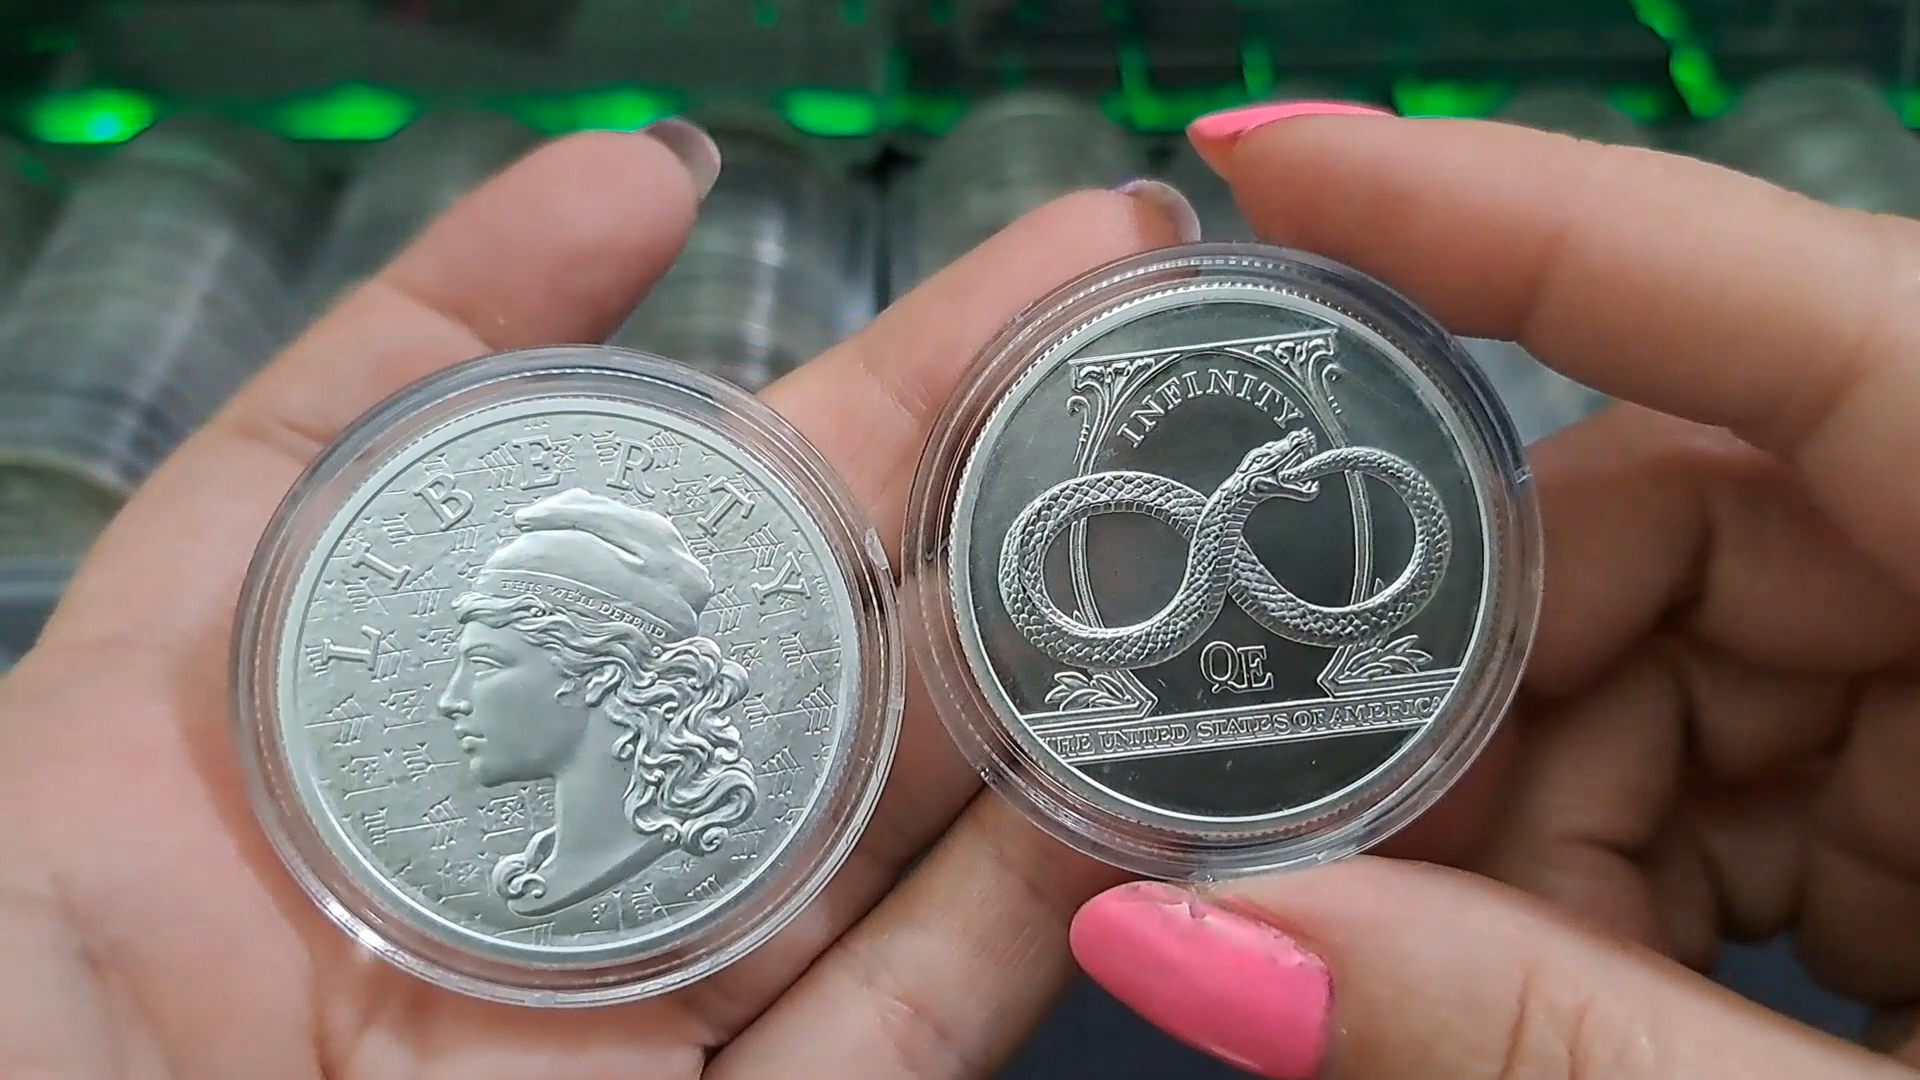 LIBERTY
THIS WE'LL DEFEND
INFINITY
QE
THE UNITED STATES OF AMERICA